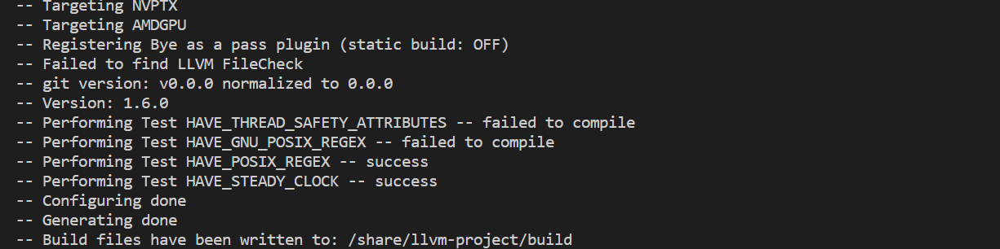 -- Targeting NVPTX
-- Targeting AMDGPU
-- Registering Bye as a pass plugin (static build: OFF)
-- Failed to find LLVM FileCheck
-- git version: v0.0.0 normalized to 0.0.0
-- Version: 1.6.0
-- Performing Test HAVE_THREAD_SAFETY_ATTRIBUTES -- failed to compile
-- Performing Test HAVE_GNU_POSIX_REGEX -- failed to compile
-- Performing Test HAVE_POSIX_REGEX -- success
-- Performing Test HAVE_STEADY_CLOCK -- success
-- Configuring done
-- Generating done
-- Build files have been written to: /share/llvm-project/build